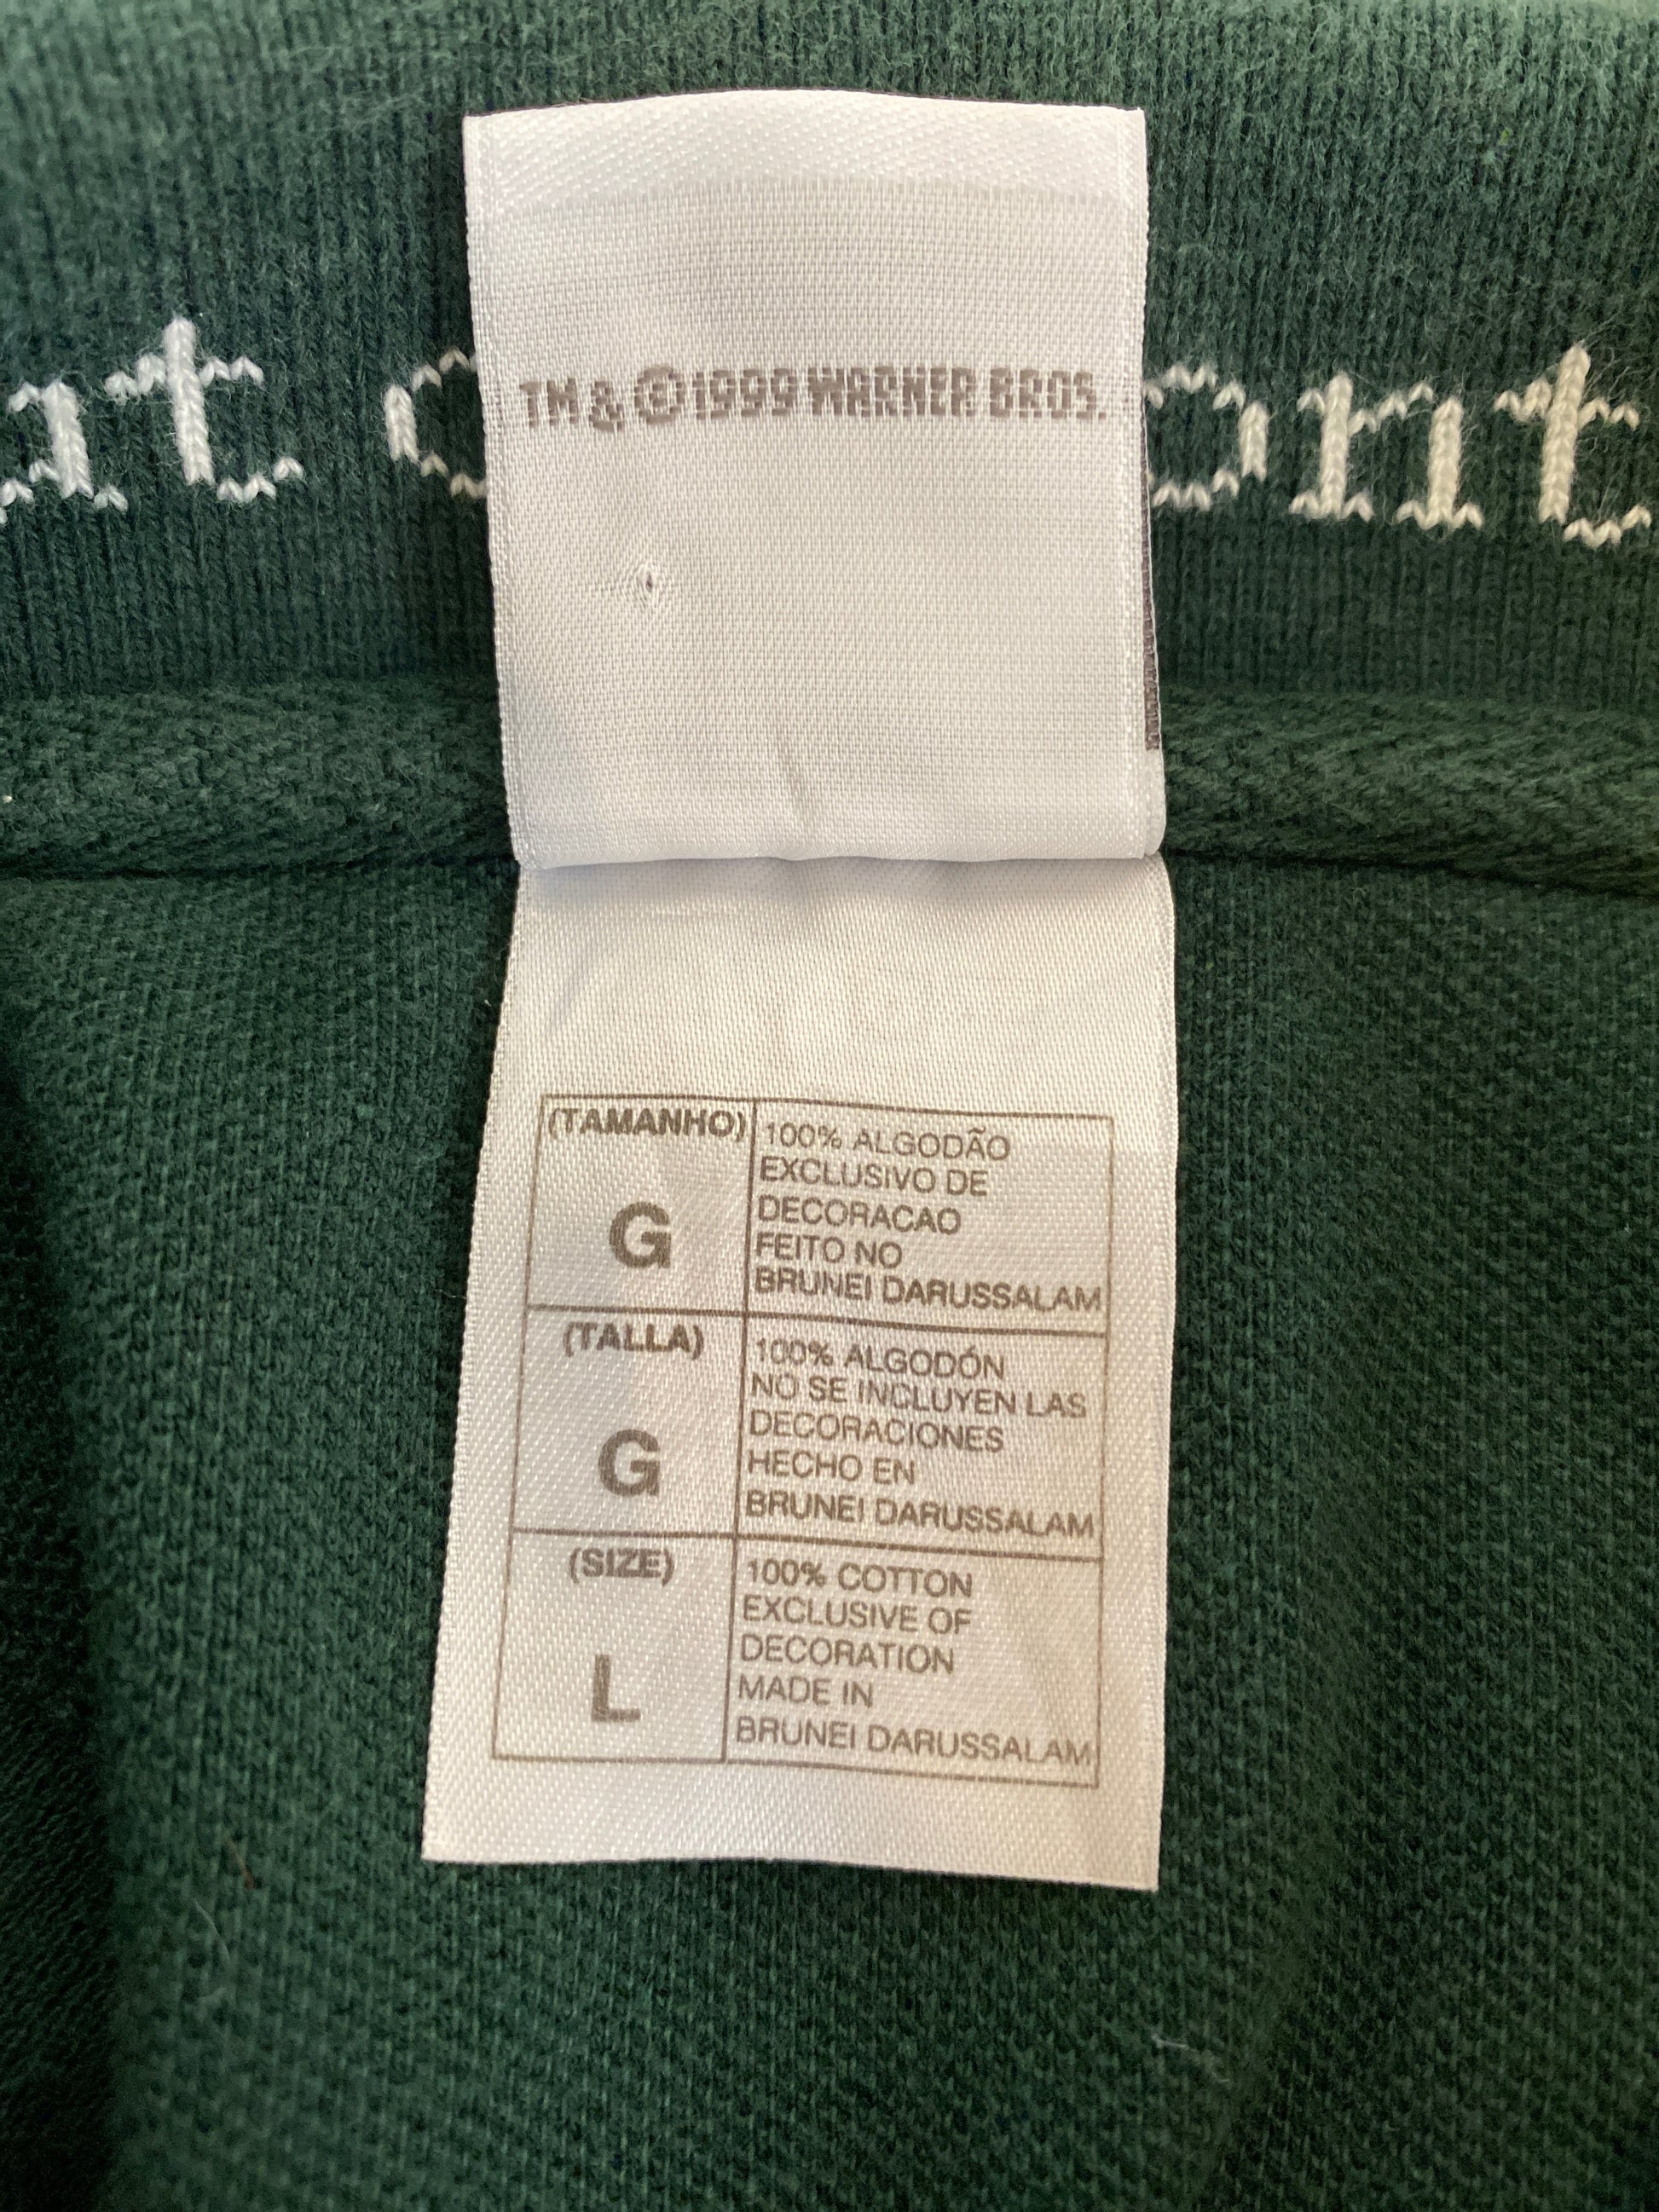 TM & ©1999 WARNER BROS.
(TAMANHO)
G
100% ALGODÃO
EXCLUSIVO DE
DECORACAO
FEITO NO
BRUNEI DARUSSALAM
(TALLA)
G
100% ALGODÓN
NO SE INCLUYEN LAS
DECORACIONES
HECHO EN
BRUNEI DARUSSALAM
(SIZE)
L
100% COTTON
EXCLUSIVE OF
DECORATION
MADE IN
BRUNEI DARUSSALAM